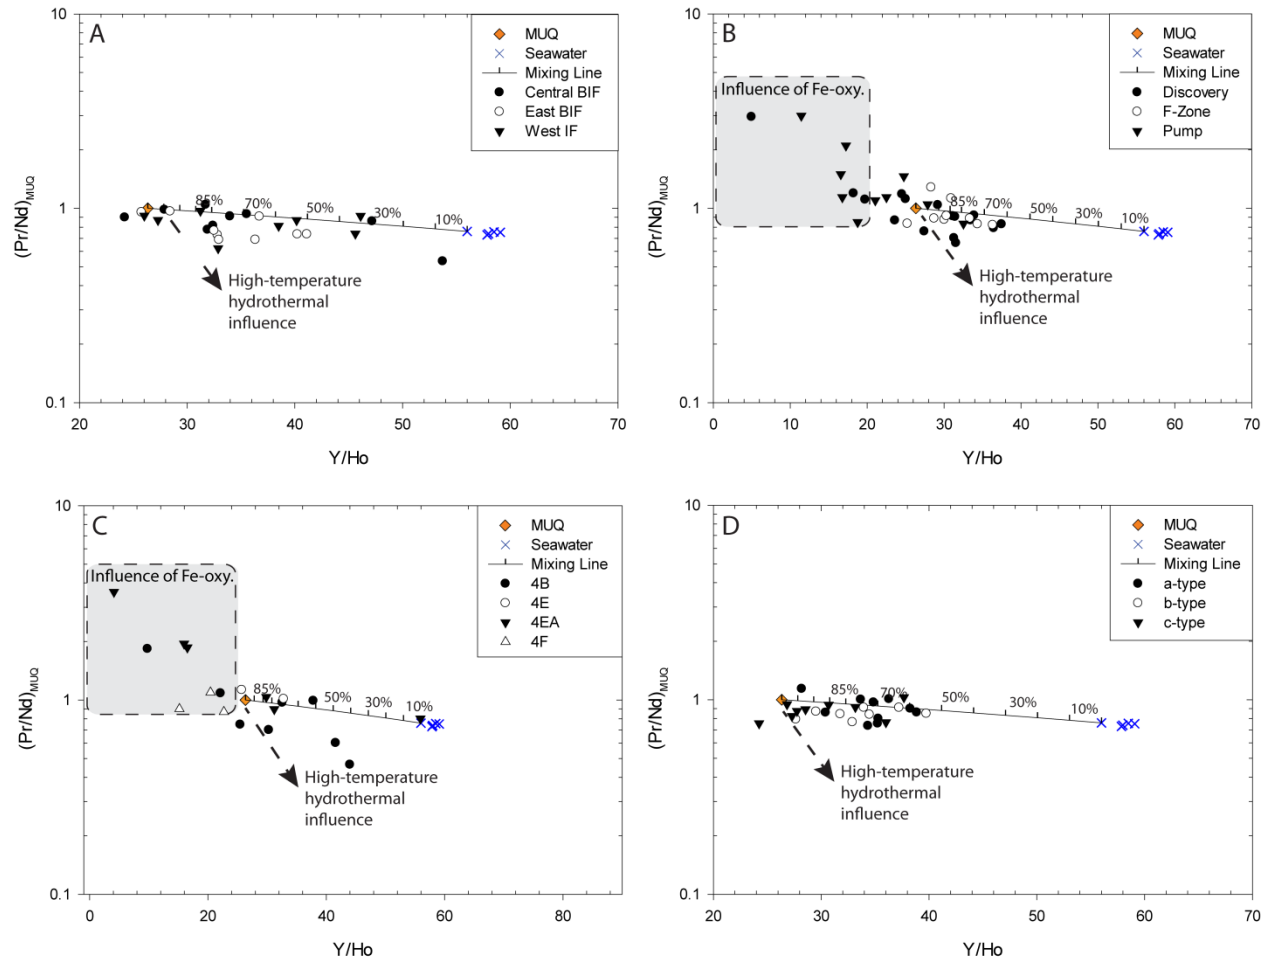 A
10
1
0.1
(Pr/Nd)MUQ
20 30 40 50 60 70
Y/Ho
MUQ
Seawater
Mixing Line
Central BIF
East BIF
West IF
85% 70% 50% 30% 10%
High-temperature
hydrothermal
influence
B
10
1
0.1
(Pr/Nd)MUQ
0 10 20 30 40 50 60 70
Y/Ho
MUQ
Seawater
Mixing Line
Discovery
F-Zone
Pump
Influence of Fe-oxy.
85% 70% 50% 30% 10%
High-temperature
hydrothermal
influence
C
10
1
0.1
(Pr/Nd)MUQ
0 20 40 60 80
Y/Ho
MUQ
Seawater
Mixing Line
4B
4E
4EA
4F
Influence of Fe-oxy.
85% 50% 30% 10%
High-temperature
hydrothermal
influence
D
10
1
0.1
(Pr/Nd)MUQ
20 30 40 50 60 70
Y/Ho
MUQ
Seawater
Mixing Line
a-type
b-type
c-type
85% 70% 50% 30% 10%
High-temperature
hydrothermal
influence